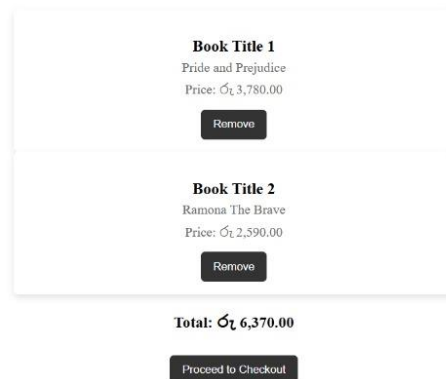 Book Title 1
Pride and Prejudice
Price: රු 3,780.00
Remove
Book Title 2
Ramona The Brave
Price: රු 2,590.00
Remove
Total: රු 6,370.00
Proceed to Checkout